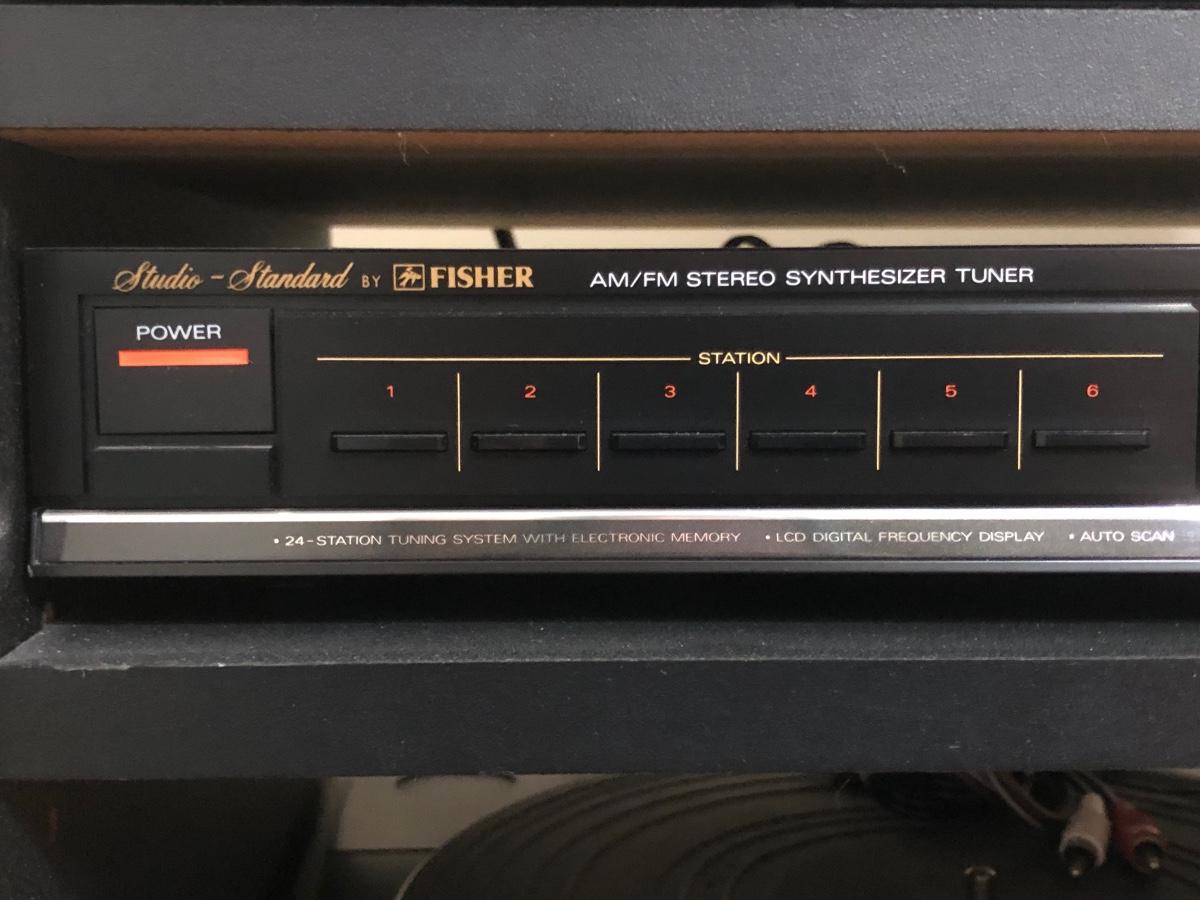 Studio-Standard BY FISHER AM/FM STEREO SYNTHESIZER TUNER
POWER
STATION
1 2 3 4 5 6
• 24-STATION TUNING SYSTEM WITH ELECTRONIC MEMORY • LCD DIGITAL FREQUENCY DISPLAY • AUTO SCAN